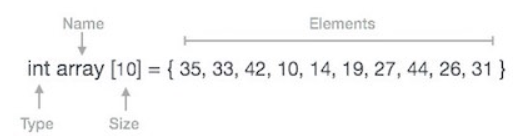 Name Elements
int array [10] = { 35, 33, 42, 10, 14, 19, 27, 44, 26, 31 }
Type Size